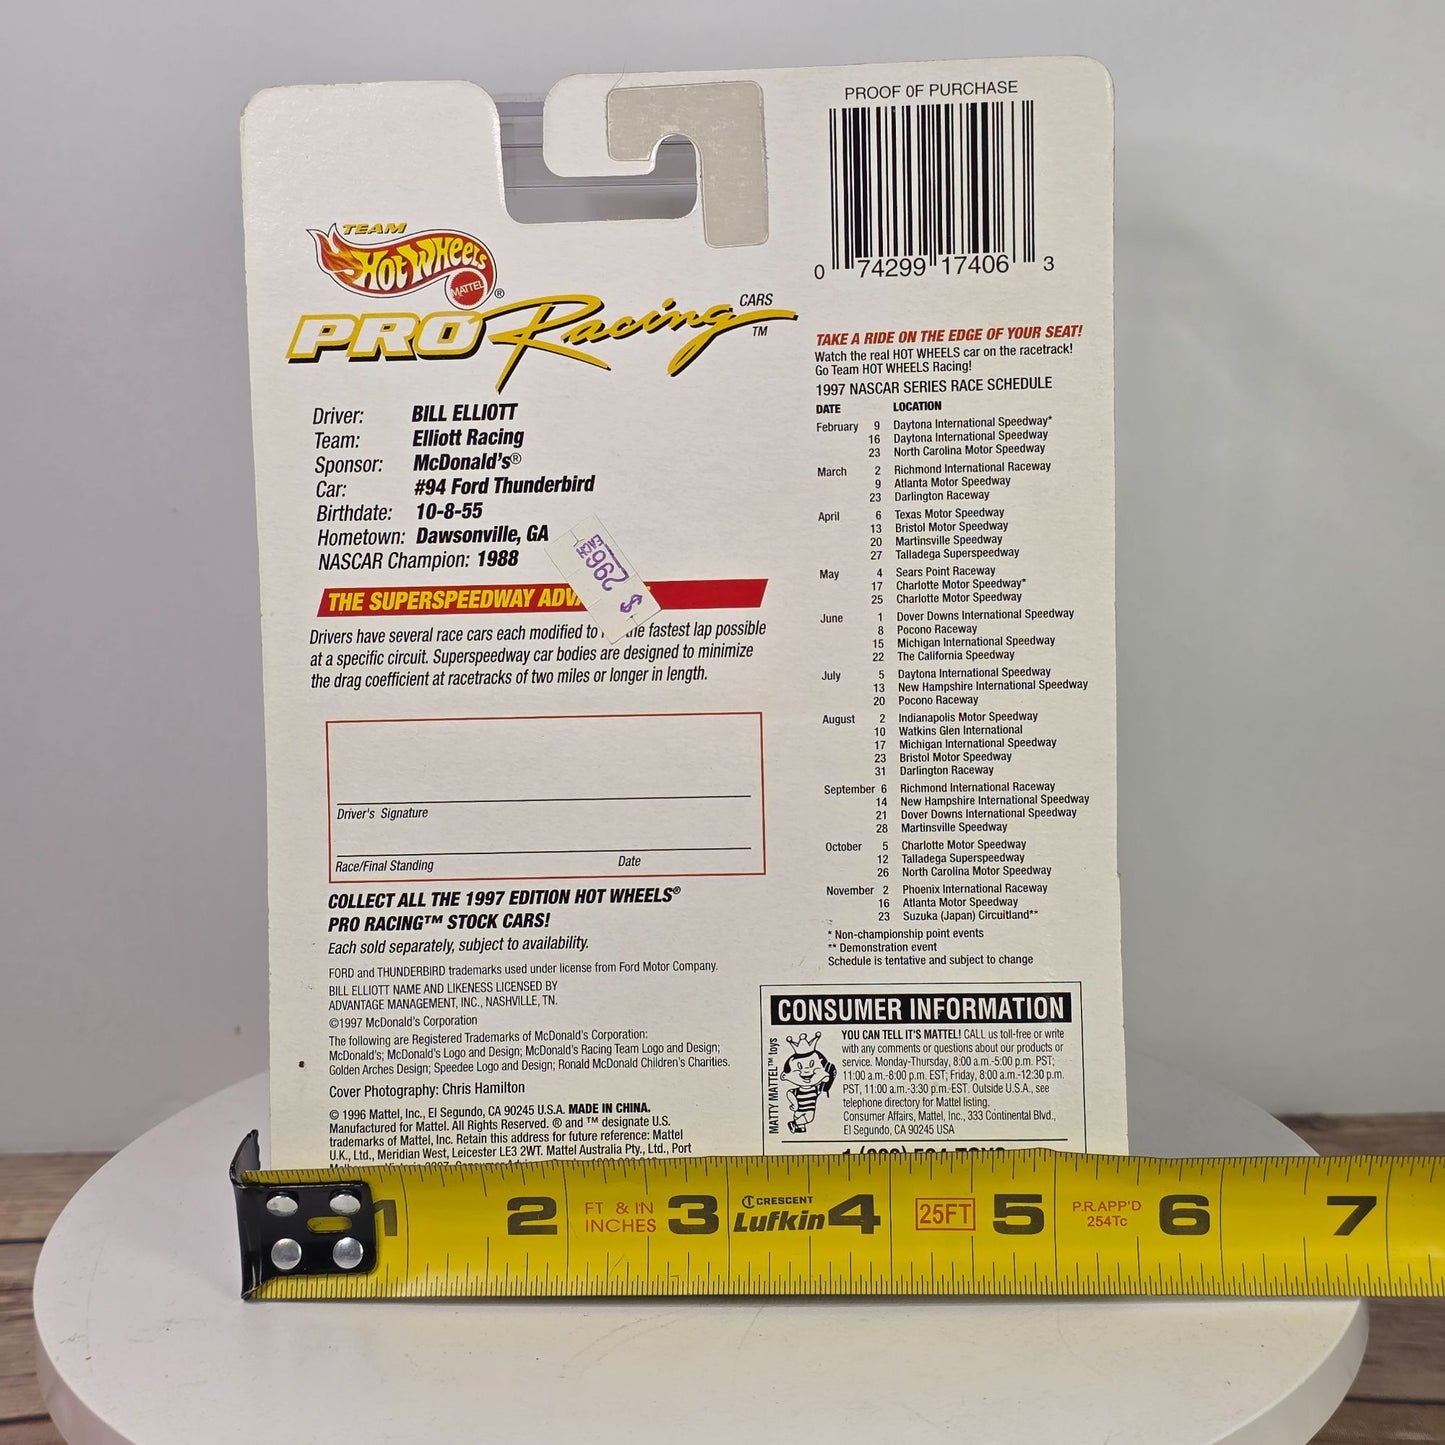 TEAM
Hot Wheels
MATTEL
®
PRO Racing CARS
TM
Driver: BILL ELLIOTT
Team: Elliott Racing
Sponsor: McDonald's®
Car: #94 Ford Thunderbird
Birthdate: 10-8-55
Hometown: Dawsonville, GA
NASCAR Champion: 1988
THE SUPERSPEEDWAY
Drivers have several race cars each modified to the fastest lap possible
at a specific circuit. Superspeedway car bodies are designed to minimize
the drag coefficient at racetracks of two miles or longer in length.
Driver's Signature
Race/Final Standing Date
COLLECT ALL THE 1997 EDITION HOT WHEELS®
PRO RACING™ STOCK CARS!
Each sold separately, subject to availability.
FORD and THUNDERBIRD trademarks used under license from Ford Motor Company.
BILL ELLIOTT NAME AND LIKENESS LICENSED BY
ADVANTAGE MANAGEMENT, INC., NASHVILLE, TN.
©1997 McDonald's Corporation
The following are Registered Trademarks of McDonald's Corporation:
McDonald's; McDonald's Logo and Design; McDonald's Racing Team Logo and Design;
Golden Arches Design; Speedee Logo and Design; Ronald McDonald Children's Charities.
Cover Photography: Chris Hamilton
© 1996 Mattel, Inc., El Segundo, CA 90245 U.S.A. MADE IN CHINA.
Manufactured for Mattel. All Rights Reserved. ® and ™ designate U.S.
trademarks of Mattel, Inc. Retain this address for future reference: Mattel
U.K., Ltd., Meridian West, Leicester LE3 2WT. Mattel Australia Pty., Ltd., Port
PROOF OF PURCHASE
0 74299 17406 3
TAKE A RIDE ON THE EDGE OF YOUR SEAT!
Watch the real HOT WHEELS car on the racetrack!
Go Team HOT WHEELS Racing!
1997 NASCAR SERIES RACE SCHEDULE
DATE LOCATION
February 9 Daytona International Speedway*
16 Daytona International Speedway
23 North Carolina Motor Speedway
March 2 Richmond International Raceway
9 Atlanta Motor Speedway
23 Darlington Raceway
April 6 Texas Motor Speedway
13 Bristol Motor Speedway
20 Martinsville Speedway
27 Talladega Superspeedway
May 4 Sears Point Raceway
17 Charlotte Motor Speedway*
25 Charlotte Motor Speedway
June 1 Dover Downs International Speedway
8 Pocono Raceway
15 Michigan International Speedway
22 The California Speedway
July 5 Daytona International Speedway
13 New Hampshire International Speedway
20 Pocono Raceway
August 2 Indianapolis Motor Speedway
10 Watkins Glen International
17 Michigan International Speedway
23 Bristol Motor Speedway
31 Darlington Raceway
September 6 Richmond International Raceway
14 New Hampshire International Speedway
21 Dover Downs International Speedway
28 Martinsville Speedway
October 5 Charlotte Motor Speedway
12 Talladega Superspeedway
26 North Carolina Motor Speedway
November 2 Phoenix International Raceway
16 Atlanta Motor Speedway
23 Suzuka (Japan) Circuitland**
* Non-championship point events
** Demonstration event
Schedule is tentative and subject to change
CONSUMER INFORMATION
MATTY MATTEL™ toys
YOU CAN TELL IT'S MATTEL! CALL us toll-free or write
with any comments or questions about our products or
service. Monday-Thursday, 8:00 a.m.-5:00 p.m. PST;
11:00 a.m.-8:00 p.m. EST; Friday, 8:00 a.m.-12:30 p.m.
PST, 11:00 a.m.-3:30 p.m. EST. Outside U.S.A., see
telephone directory for Mattel listing.
Consumer Affairs, Mattel, Inc., 333 Continental Blvd.,
El Segundo, CA 90245 USA
$ 2963
EACH
1 2 FT & IN
INCHES 3 CRESCENT
Lufkin 4 25FT 5 P.R.APP'D
254Tc 6 7